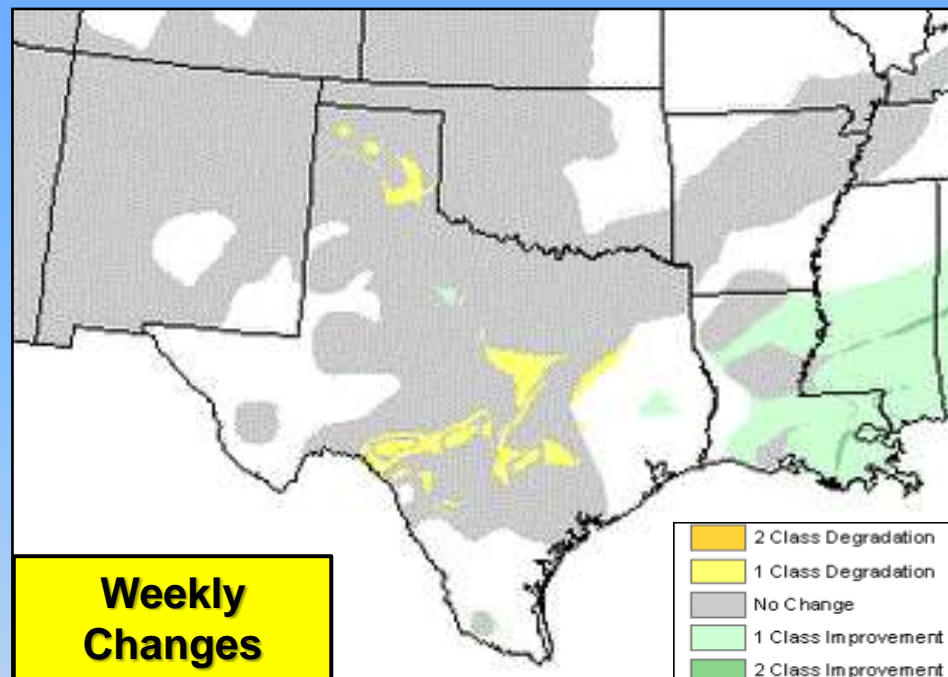 Weekly
Changes
2 Class Degradation
1 Class Degradation
No Change
1 Class Improvement
2 Class Improvement